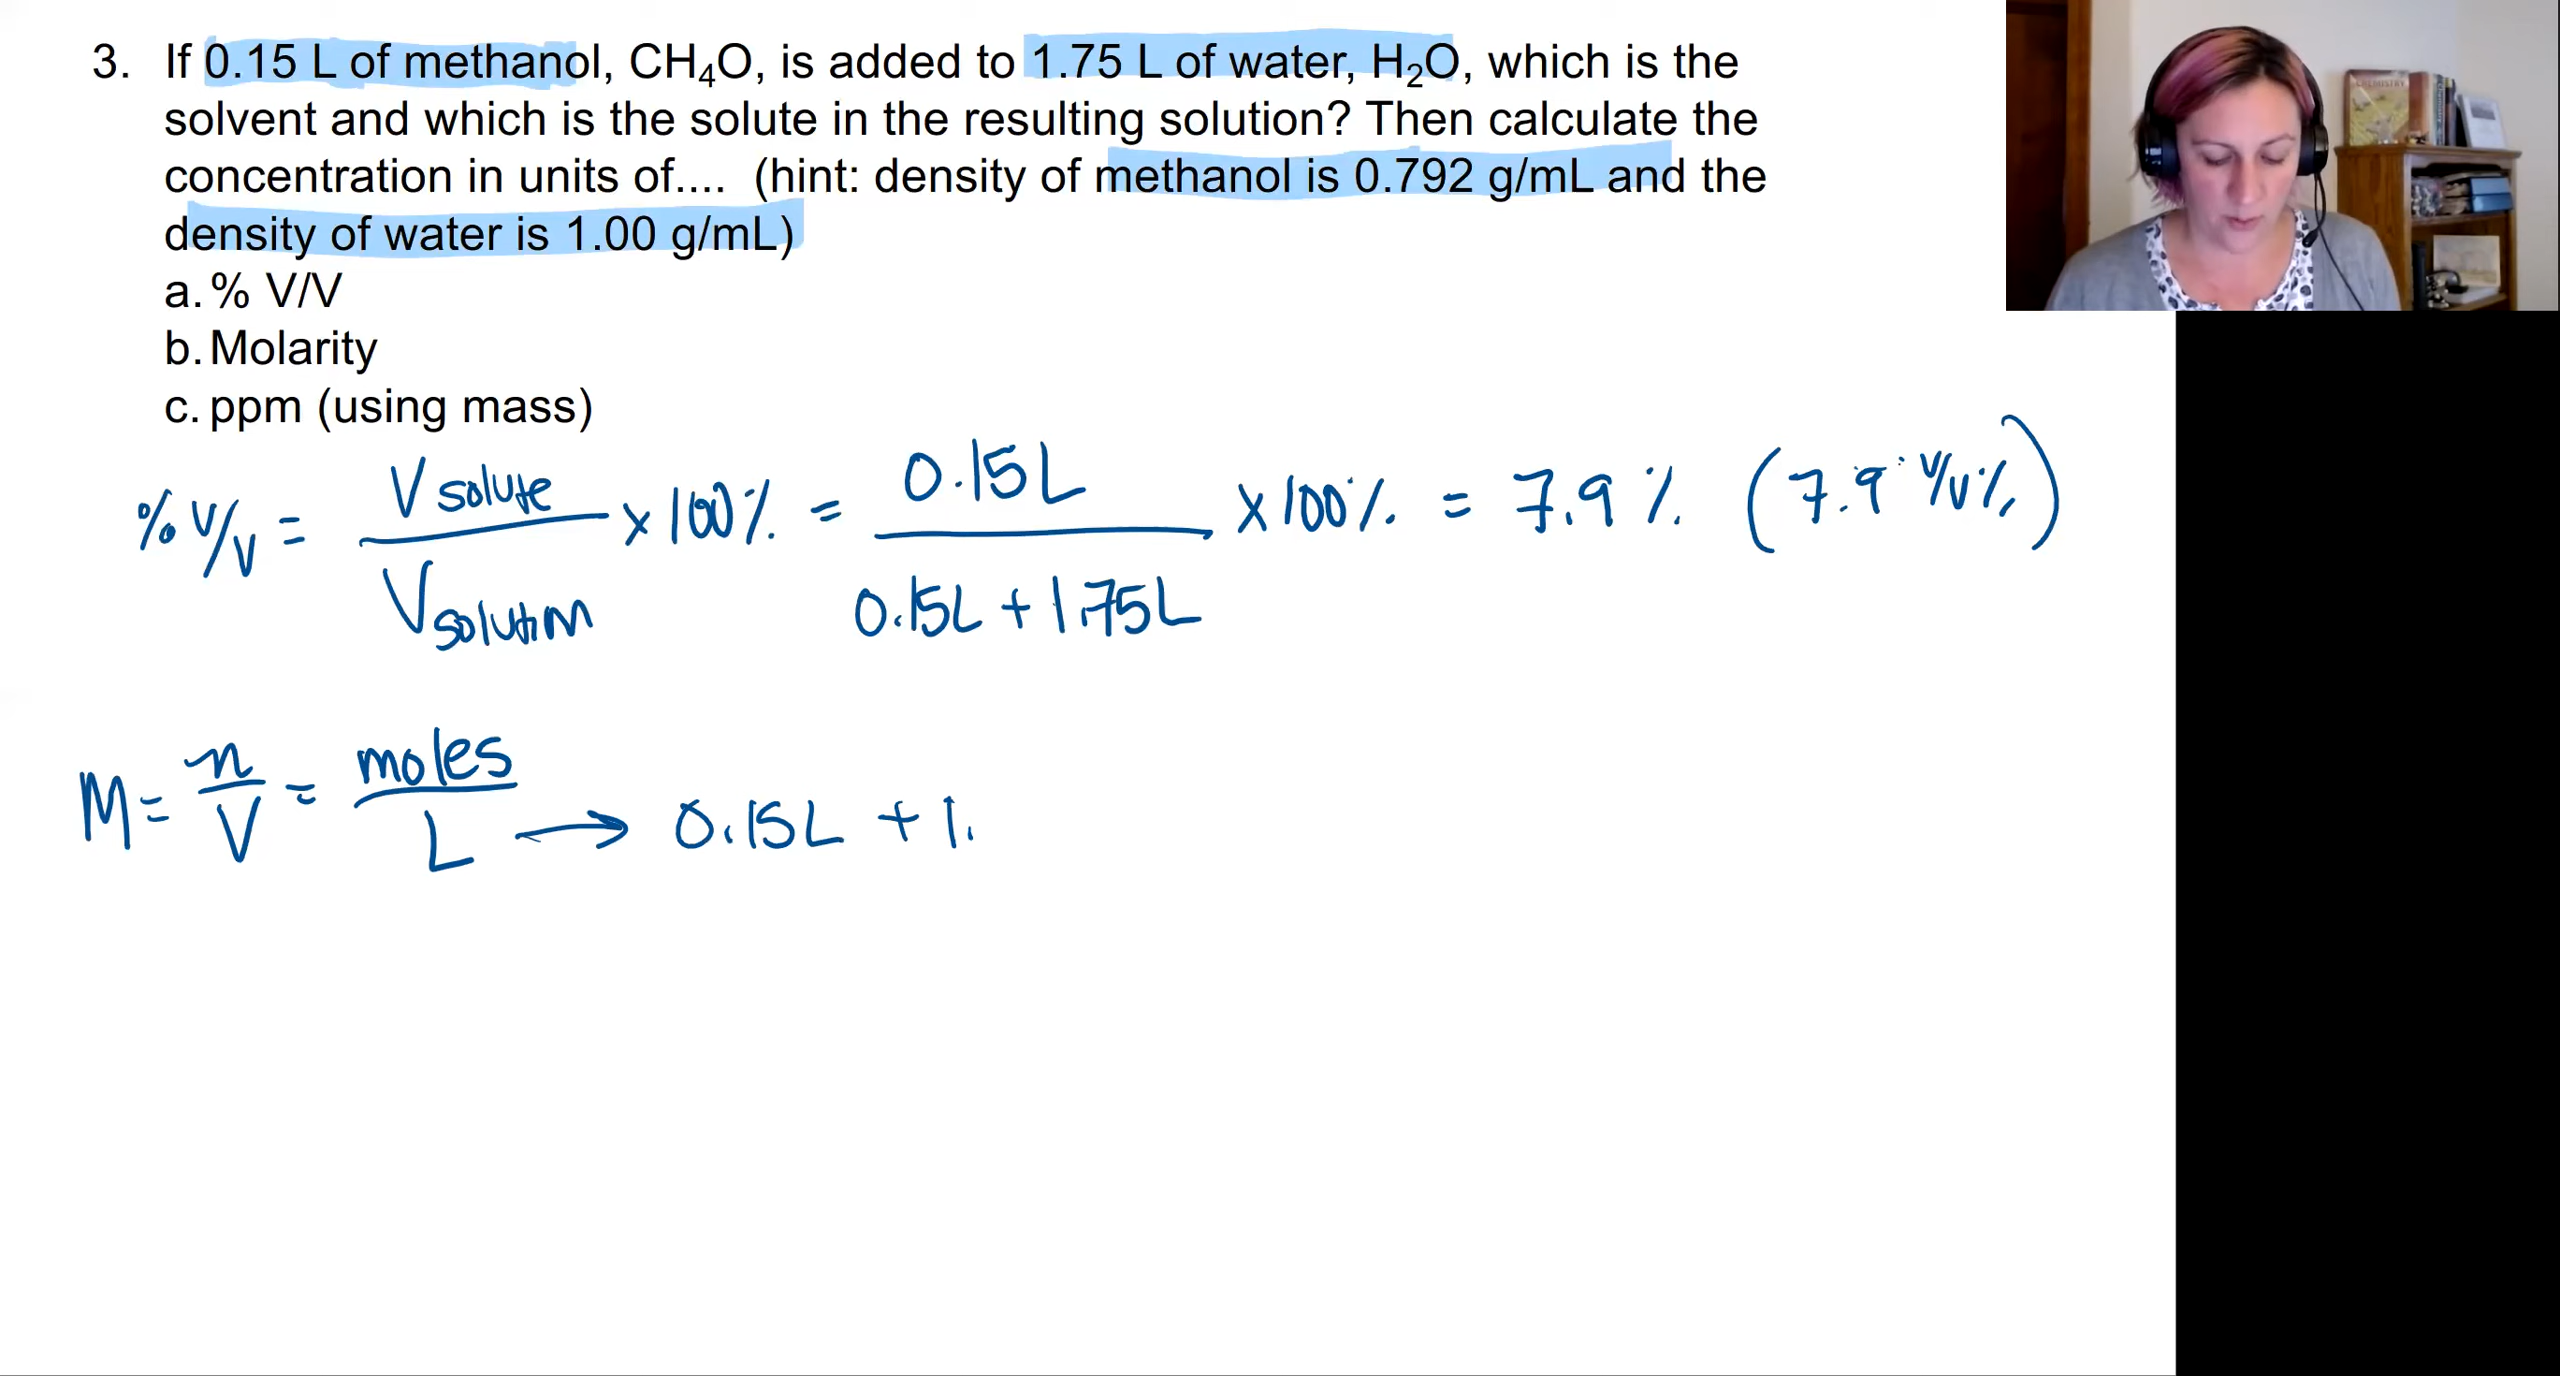 3. If 0.15 L of methanol, CH₄O, is added to 1.75 L of water, H₂O, which is the
solvent and which is the solute in the resulting solution? Then calculate the
concentration in units of.... (hint: density of methanol is 0.792 g/mL and the
density of water is 1.00 g/mL)
a. % V/V
b. Molarity
c. ppm (using mass)
% V/V = V solute / V solution x 100% = 0.15L / 0.15L + 1.75L x 100% = 7.9 % (7.9 V/V %)
M = n/V = moles / L → 0.15L + 1.
CHEMISTRY